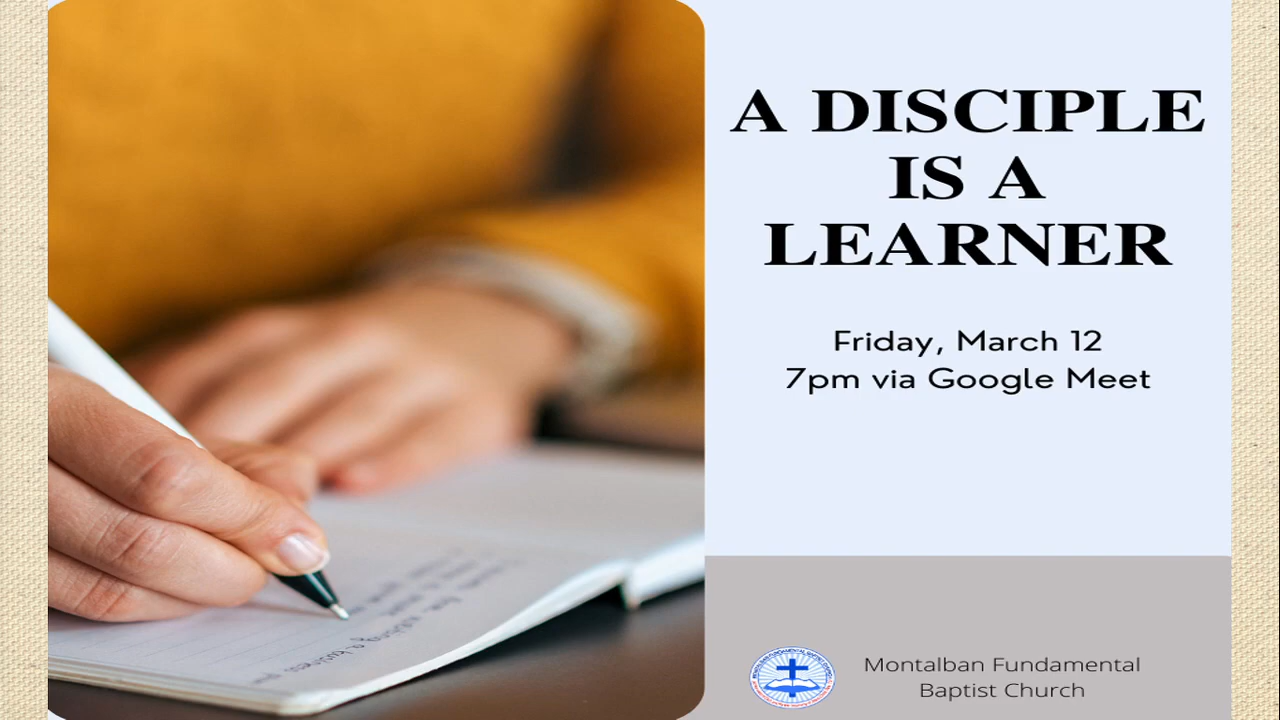 A DISCIPLE
IS A
LEARNER
Friday, March 12
7pm via Google Meet
Montalban Fundamental
Baptist Church